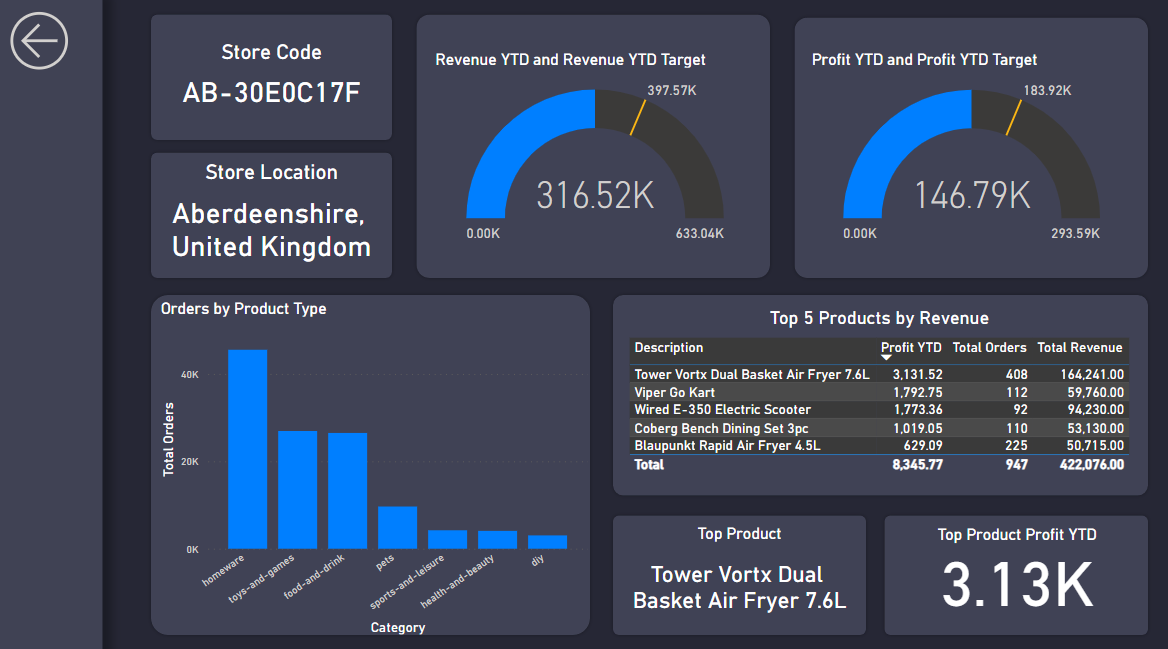 Store Code
AB-30E0C17F
Store Location
Aberdeenshire,
United Kingdom
Revenue YTD and Revenue YTD Target
397.57K
316.52K
0.00K
633.04K
Profit YTD and Profit YTD Target
183.92K
146.79K
0.00K
293.59K
Orders by Product Type
Total Orders
40K
20K
0K
homeware
toys-and-games
food-and-drink
pets
sports-and-leisure
health-and-beauty
diy
Category
Top 5 Products by Revenue
Description Profit YTD Total Orders Total Revenue
Tower Vortx Dual Basket Air Fryer 7.6L 3,131.52 408 164,241.00
Viper Go Kart 1,792.75 112 59,760.00
Wired E-350 Electric Scooter 1,773.36 92 94,230.00
Coberg Bench Dining Set 3pc 1,019.05 110 53,130.00
Blaupunkt Rapid Air Fryer 4.5L 629.09 225 50,715.00
Total 8,345.77 947 422,076.00
Top Product
Tower Vortx Dual
Basket Air Fryer 7.6L
Top Product Profit YTD
3.13K